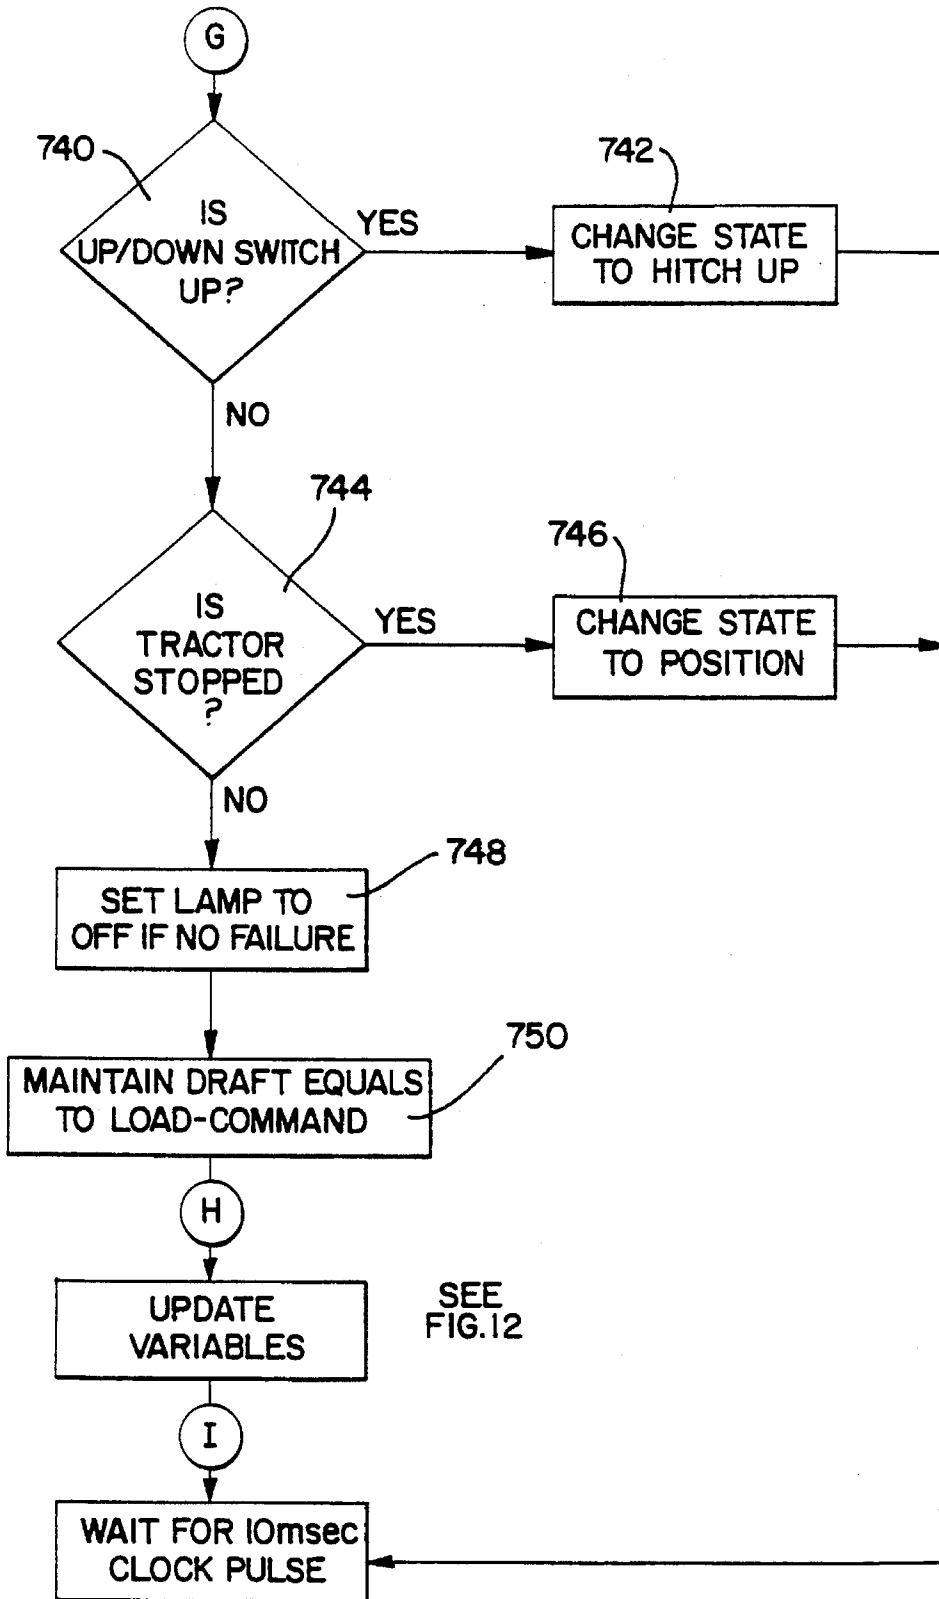 G
740
742
IS
UP/DOWN SWITCH
UP?
YES
CHANGE STATE
TO HITCH UP
NO
744
746
IS
TRACTOR
STOPPED
?
YES
CHANGE STATE
TO POSITION
NO
748
SET LAMP TO
OFF IF NO FAILURE
750
MAINTAIN DRAFT EQUALS
TO LOAD-COMMAND
H
UPDATE
VARIABLES
SEE
FIG.12
I
WAIT FOR 10msec
CLOCK PULSE